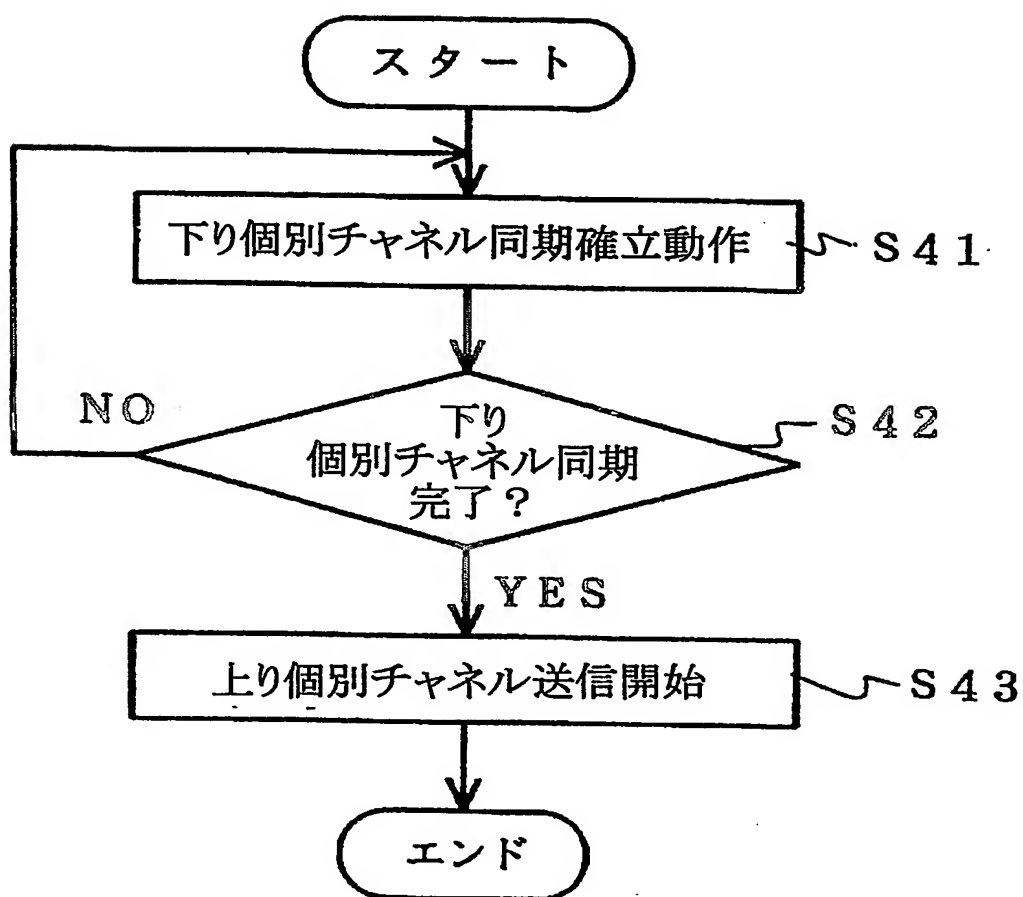 スタート
下り個別チャネル同期確立動作
S41
NO
下り
個別チャネル同期
完了？
S42
YES
上り個別チャネル送信開始
S43
エンド